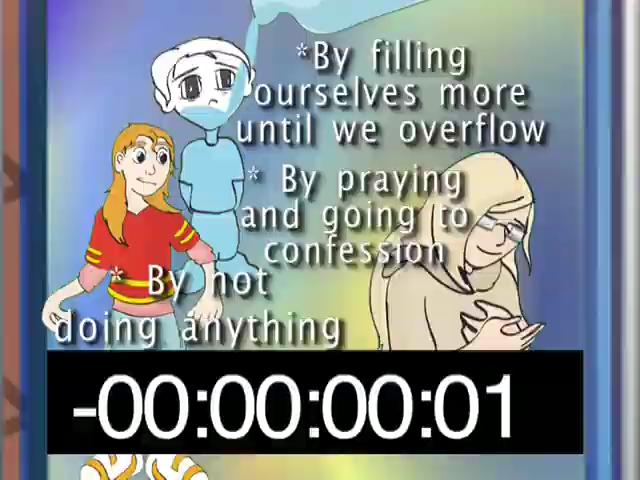 *By filling
ourselves more
until we overflow
* By praying
and going to
confession
* By not
doing anything
-00:00:00:01